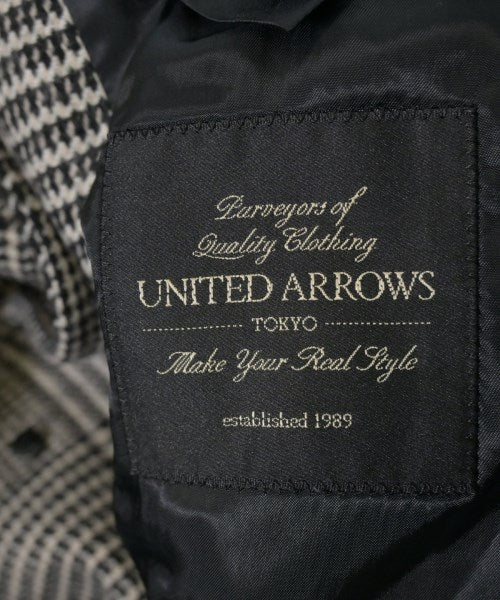 Purveyors of
Quality Clothing
UNITED ARROWS
TOKYO
Make Your Real Style
established 1989